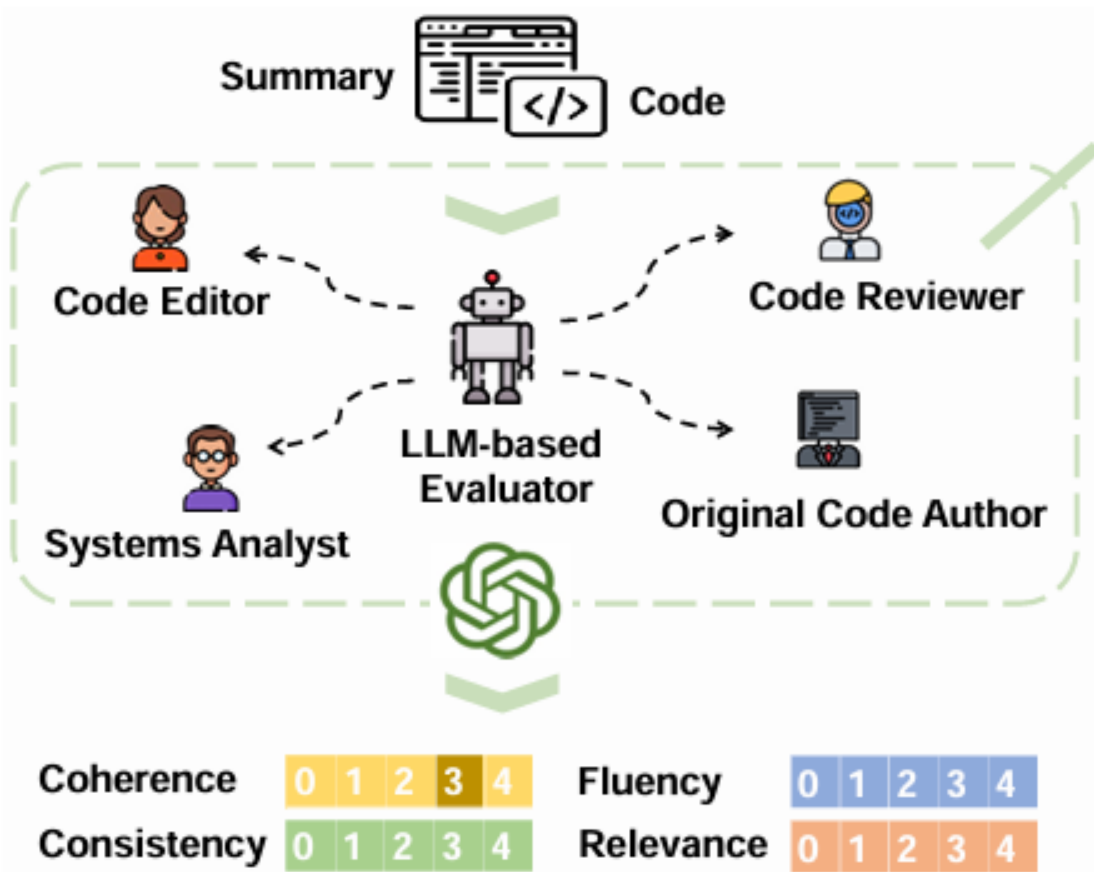 Summary
</>
Code
Code Editor
</>
Code Reviewer
LLM-based
Evaluator
Systems Analyst
Original Code Author
Coherence 0 1 2 3 4
Fluency 0 1 2 3 4
Consistency 0 1 2 3 4
Relevance 0 1 2 3 4